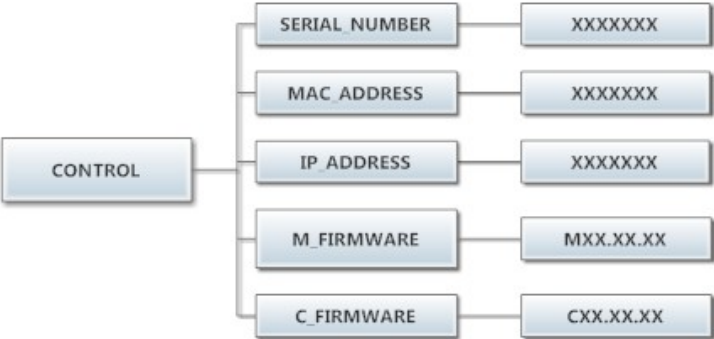 SERIAL_NUMBER XXXXXXX
MAC_ADDRESS XXXXXXX
IP_ADDRESS XXXXXXX
CONTROL
M_FIRMWARE MXX.XX.XX
C_FIRMWARE CXX.XX.XX